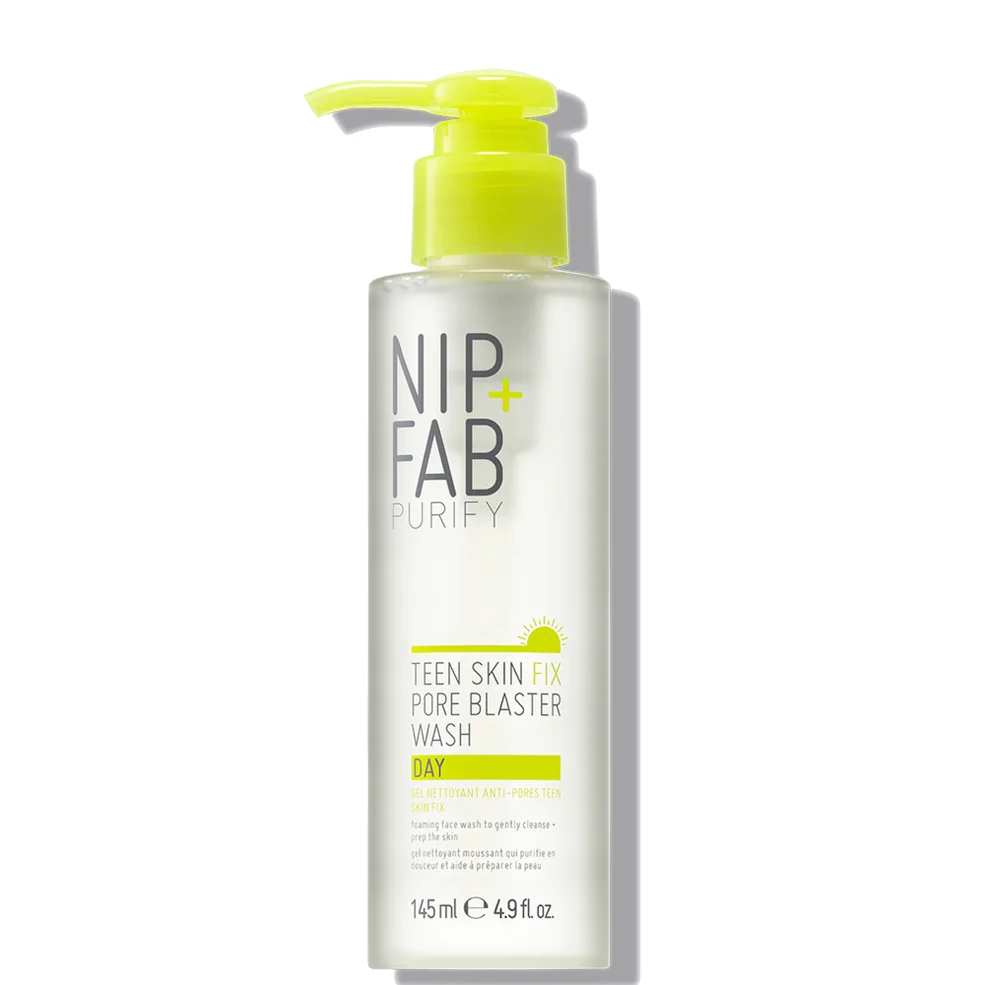 NIP+
FAB
PURIFY
TEEN SKIN FIX
PORE BLASTER
WASH
DAY
GEL NETTOYANT ANTI-PORES TEEN
SKIN FIX
foaming face wash to gently cleanse +
prep the skin
gel nettoyant moussant qui purifie en
douceur et aide à préparer la peau
145 ml ℮ 4.9 fl. oz.